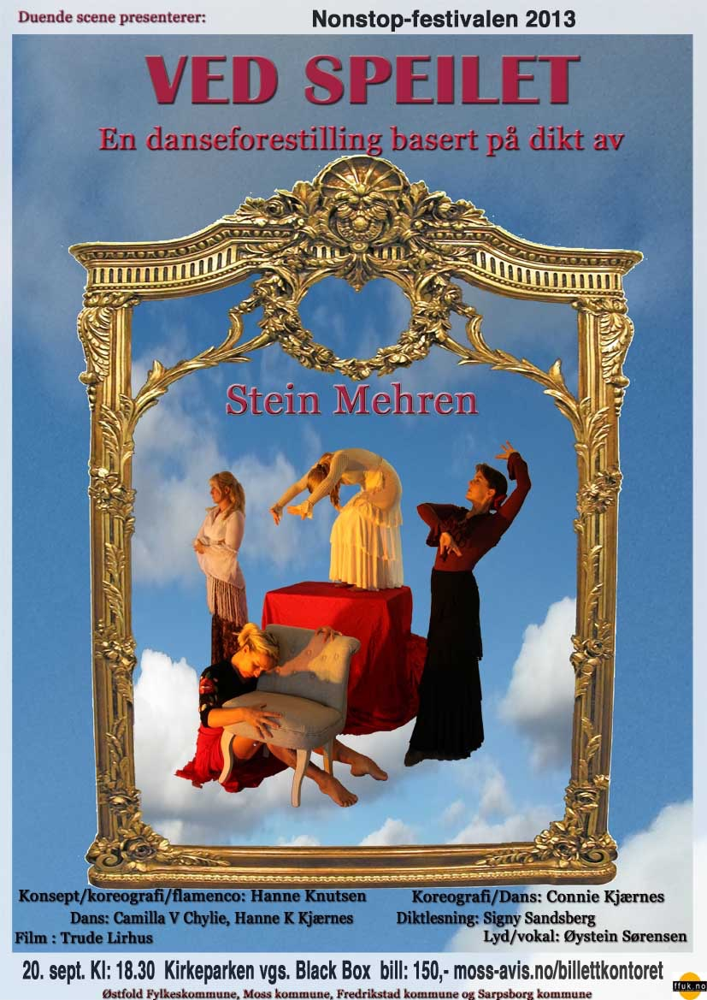 Duende scene presenterer:
Nonstop-festivalen 2013
VED SPEILET
En danseforestilling basert på dikt av
Stein Mehren
Konsept/koreografi/flamenco: Hanne Knutsen
Koreografi/Dans: Connie Kjærnes
Dans: Camilla V Chylie, Hanne K Kjærnes
Diktlesning: Signy Sandsberg
Film : Trude Lirhus
Lyd/vokal: Øystein Sørensen
20. sept. Kl: 18.30 Kirkeparken vgs. Black Box bill: 150,- moss-avis.no/billettkontoret
Østfold Fylkeskommune, Moss kommune, Fredrikstad kommune og Sarpsborg kommune
ffuk.no